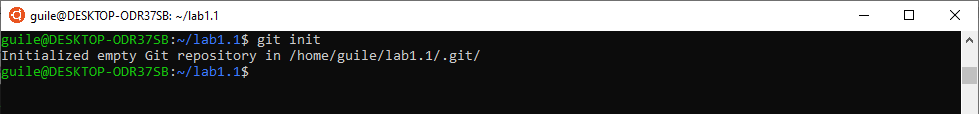 guile@DESKTOP-ODR37SB: ~/lab1.1
guile@DESKTOP-ODR37SB:~/lab1.1$ git init
Initialized empty Git repository in /home/guile/lab1.1/.git/
guile@DESKTOP-ODR37SB:~/lab1.1$